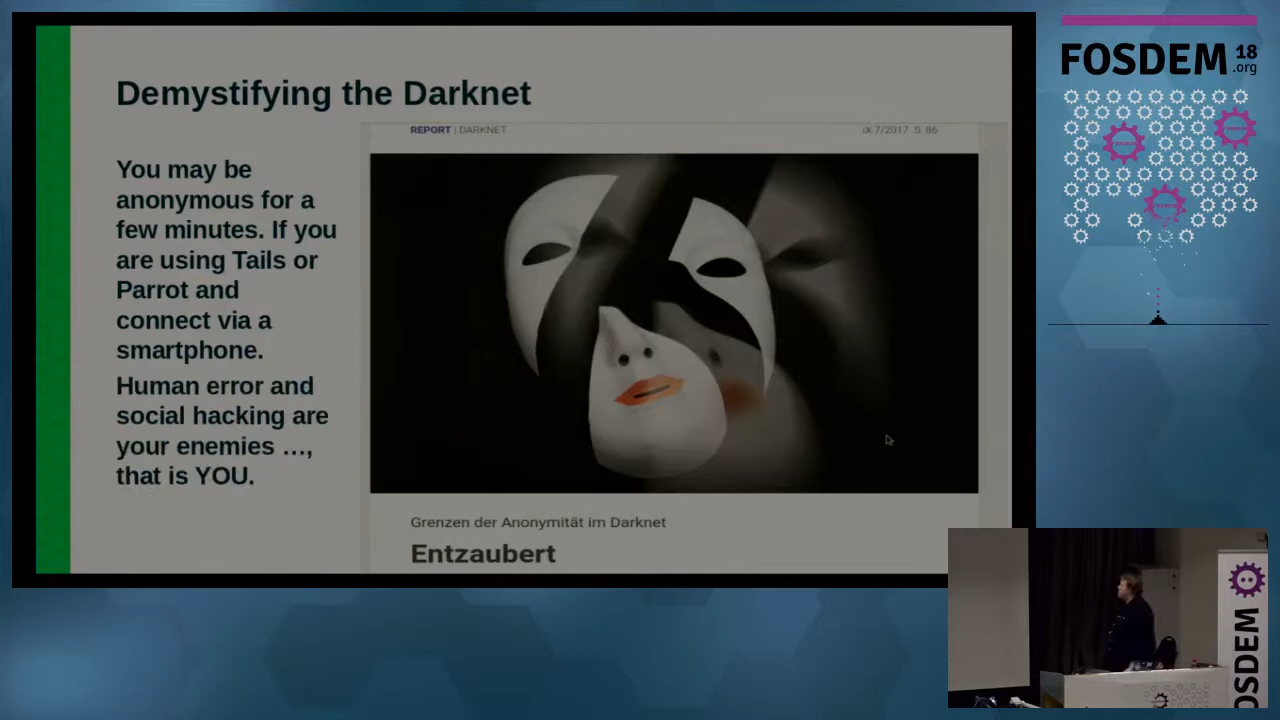 Demystifying the Darknet
REPORT | DARKNET
iX 7/2017 S. 86
You may be
anonymous for a
few minutes. If you
are using Tails or
Parrot and
connect via a
smartphone.
Human error and
social hacking are
your enemies …,
that is YOU.
Grenzen der Anonymität im Darknet
Entzaubert
FOSDEM 18
.org
OSDEM